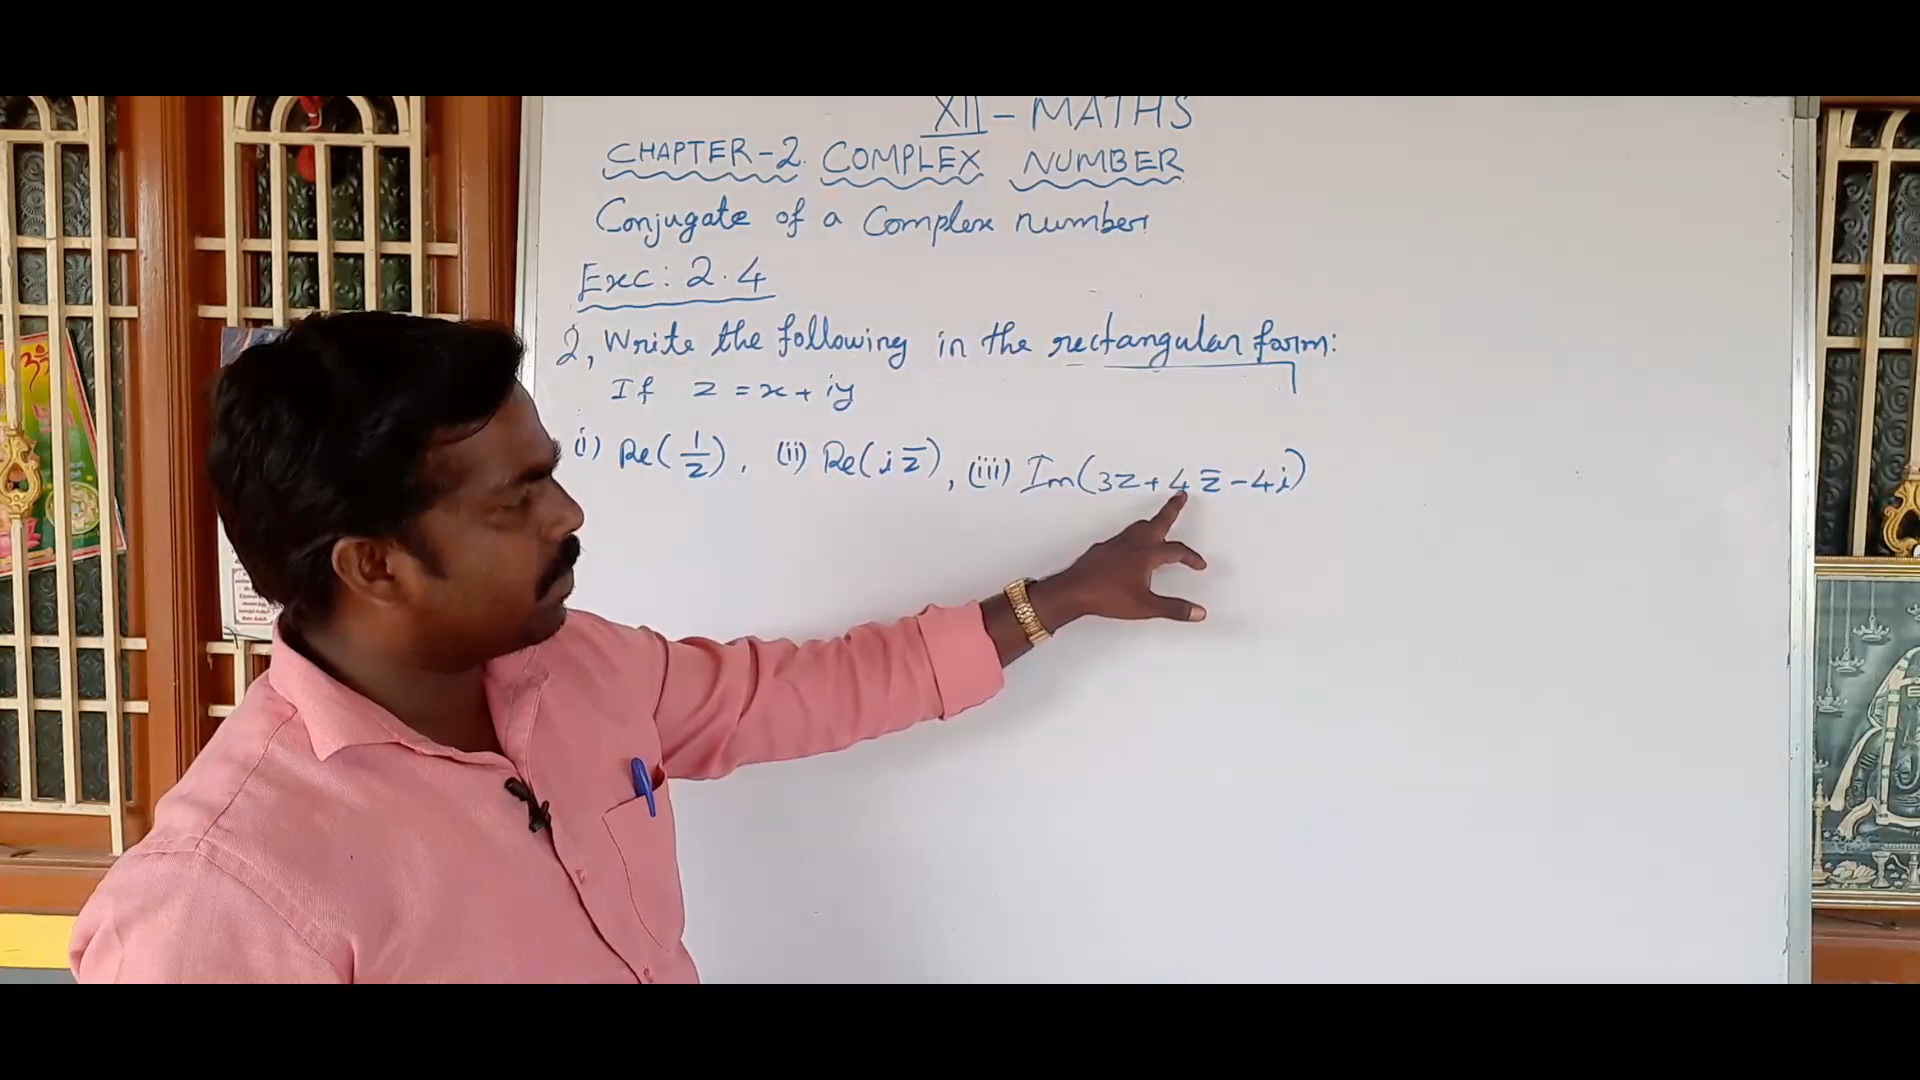 XII - MATHS
CHAPTER-2. COMPLEX NUMBER
Conjugate of a Complex number
Exc: 2.4
2, Write the following in the rectangular form:
If z = x + iy
(i) Re(1/z), (ii) Re(i z̅), (iii) Im(3z + 4z̅ - 4i)
ॐ